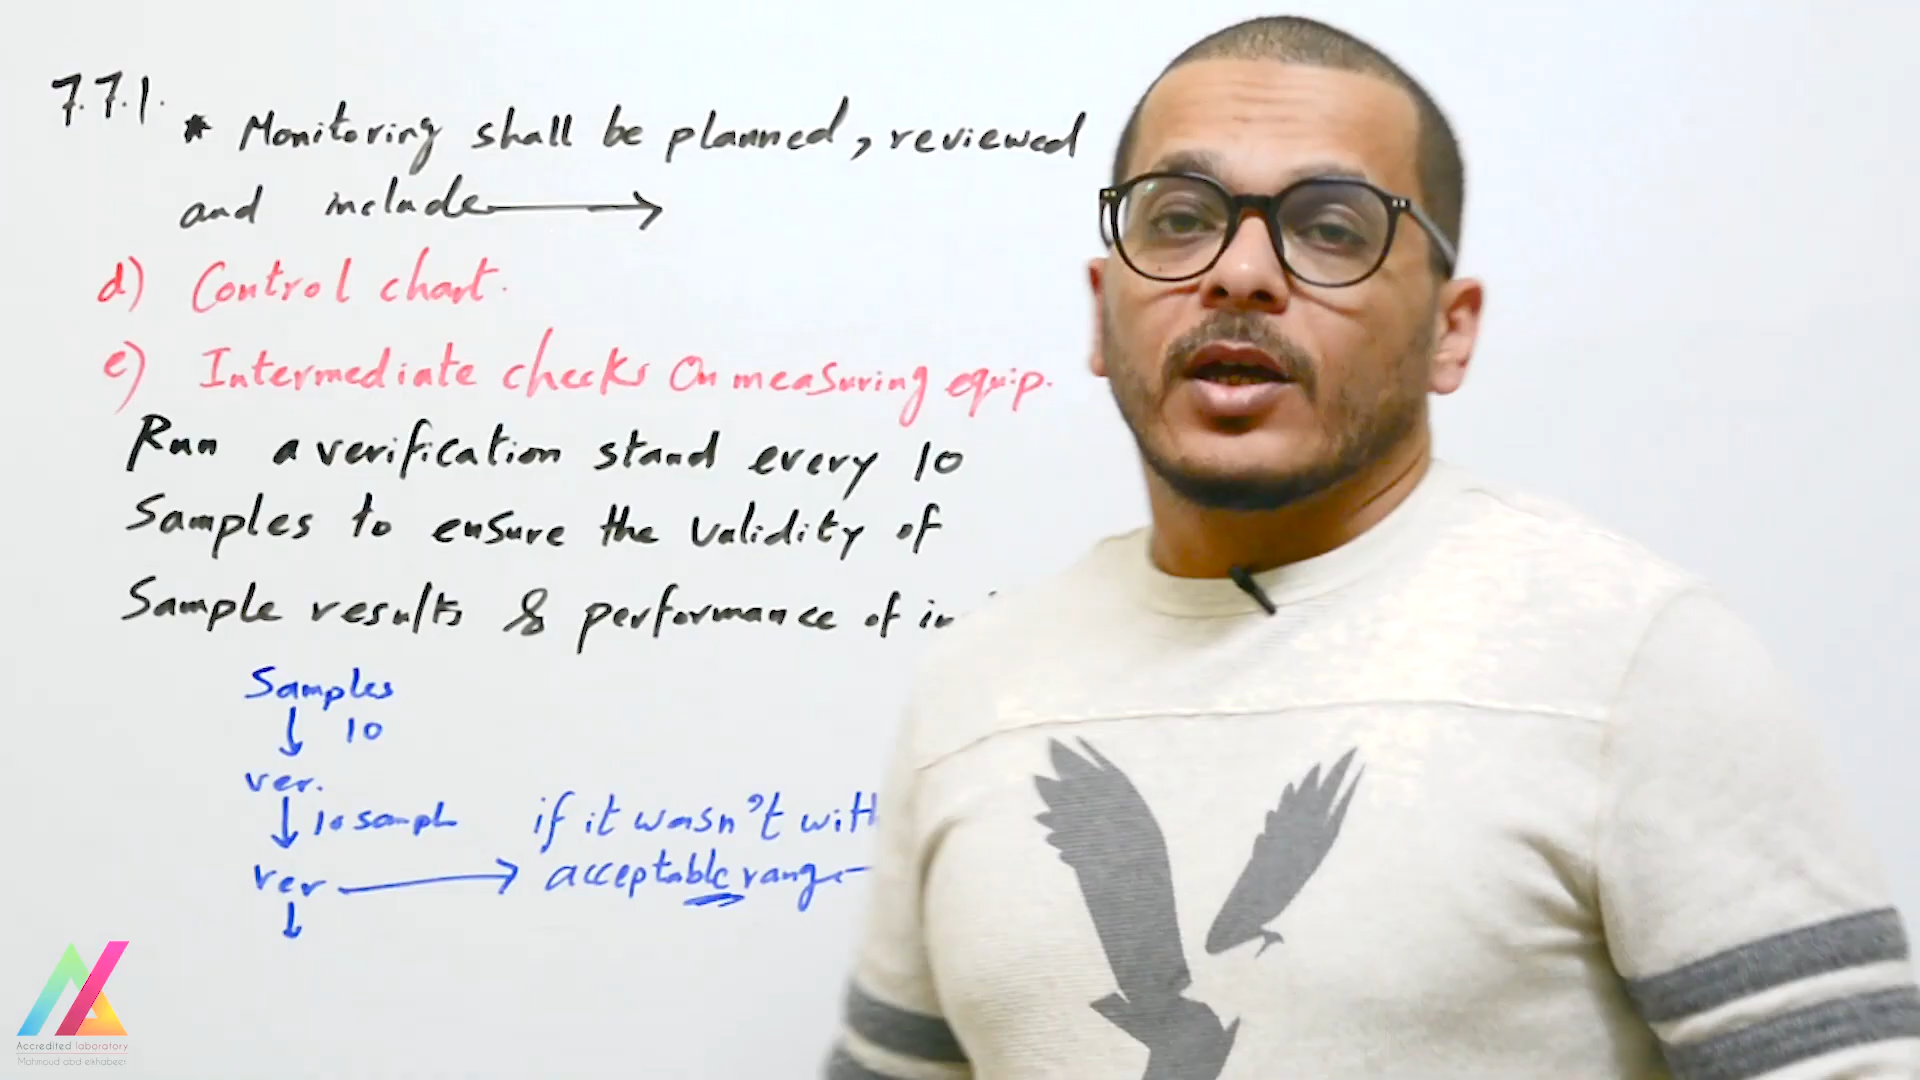 7.7.1.
* Monitoring shall be planned, reviewed
and include
d) Control chart.
e) Intermediate checks On measuring equip.
Run a verification stand every 10
Samples to ensure the validity of
Sample results & performance of
Samples
10
ver.
10 sampl
if it wasn't with
ver
acceptable range
Accredited laboratory
Mahmoud abd elkhabeer